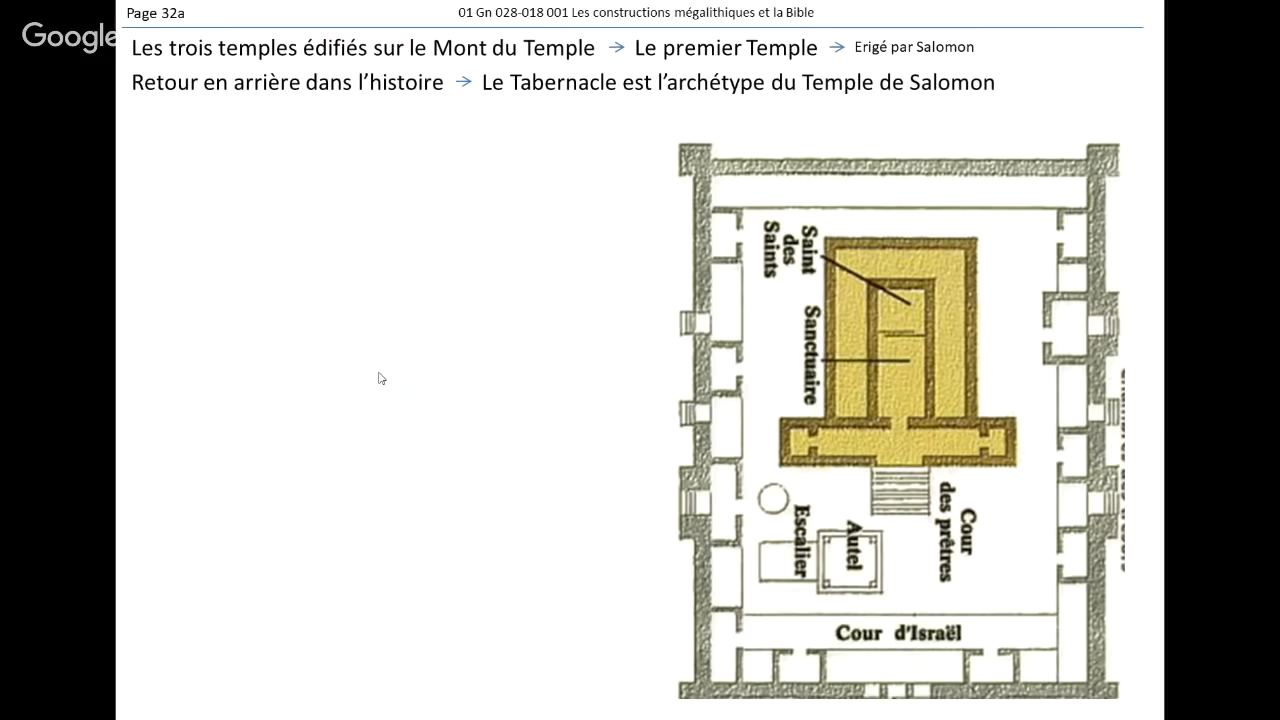 Page 32a
01 Gn 028-018 001 Les constructions mégalithiques et la Bible
Google
Les trois temples édifiés sur le Mont du Temple → Le premier Temple → Erigé par Salomon
Retour en arrière dans l’histoire → Le Tabernacle est l’archétype du Temple de Salomon
Saint
des
Saints
Sanctuaire
Cour
des prêtres
Escalier
Autel
Cour d'Israël